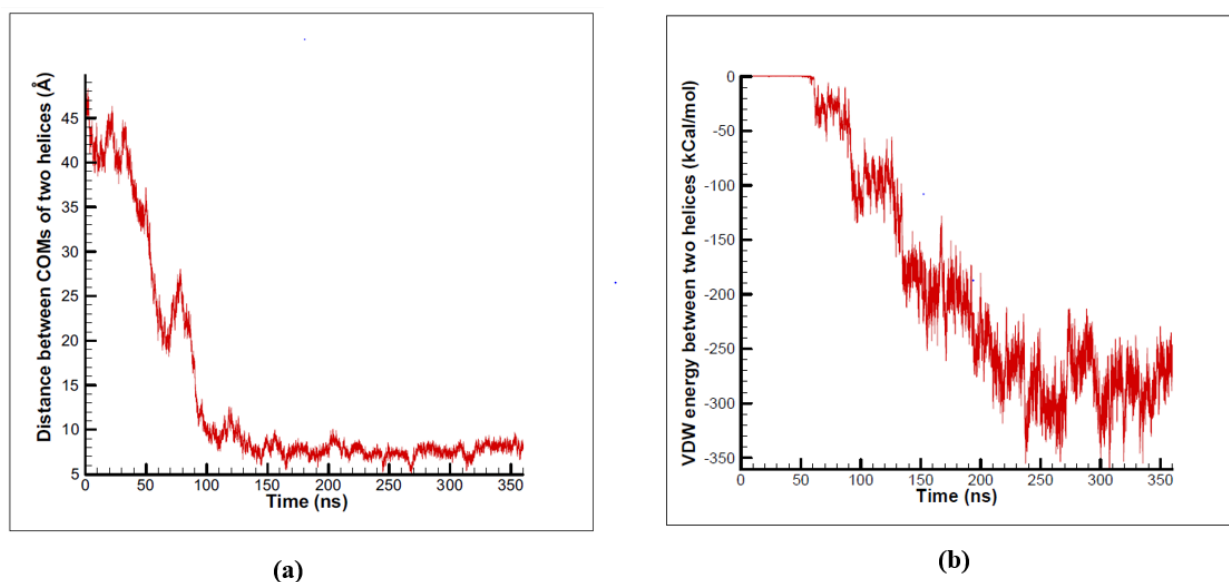 Distance between COMs of two helices (Å)
45
40
35
30
25
20
15
10
5
0 50 100 150 200 250 300 350
Time (ns)
(a)
VDW energy between two helices (kCal/mol)
0
-50
-100
-150
-200
-250
-300
-350
0 50 100 150 200 250 300 350
Time (ns)
(b)